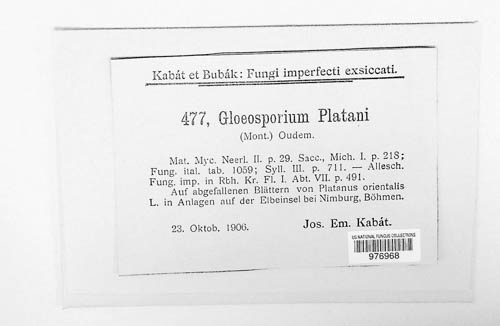 Kabát et Bubák: Fungi imperfecti exsiccati.
477, Gloeosporium Platani
(Mont.) Oudem.
Mat. Myc. Neerl. II. p. 29. Sacc., Mich. I. p. 218;
Fung. ital. tab. 1059; Syll. III. p. 711. — Allesch.
Fung. imp. in Rbh. Kr. Fl. I. Abt. VII. p. 491.
Auf abgefallenen Blättern von Platanus orientalis
L. in Anlagen auf der Elbeinsel bei Nimburg, Böhmen.
23. Oktob. 1906. Jos. Em. Kabát.
US NATIONAL FUNGUS COLLECTIONS
976968